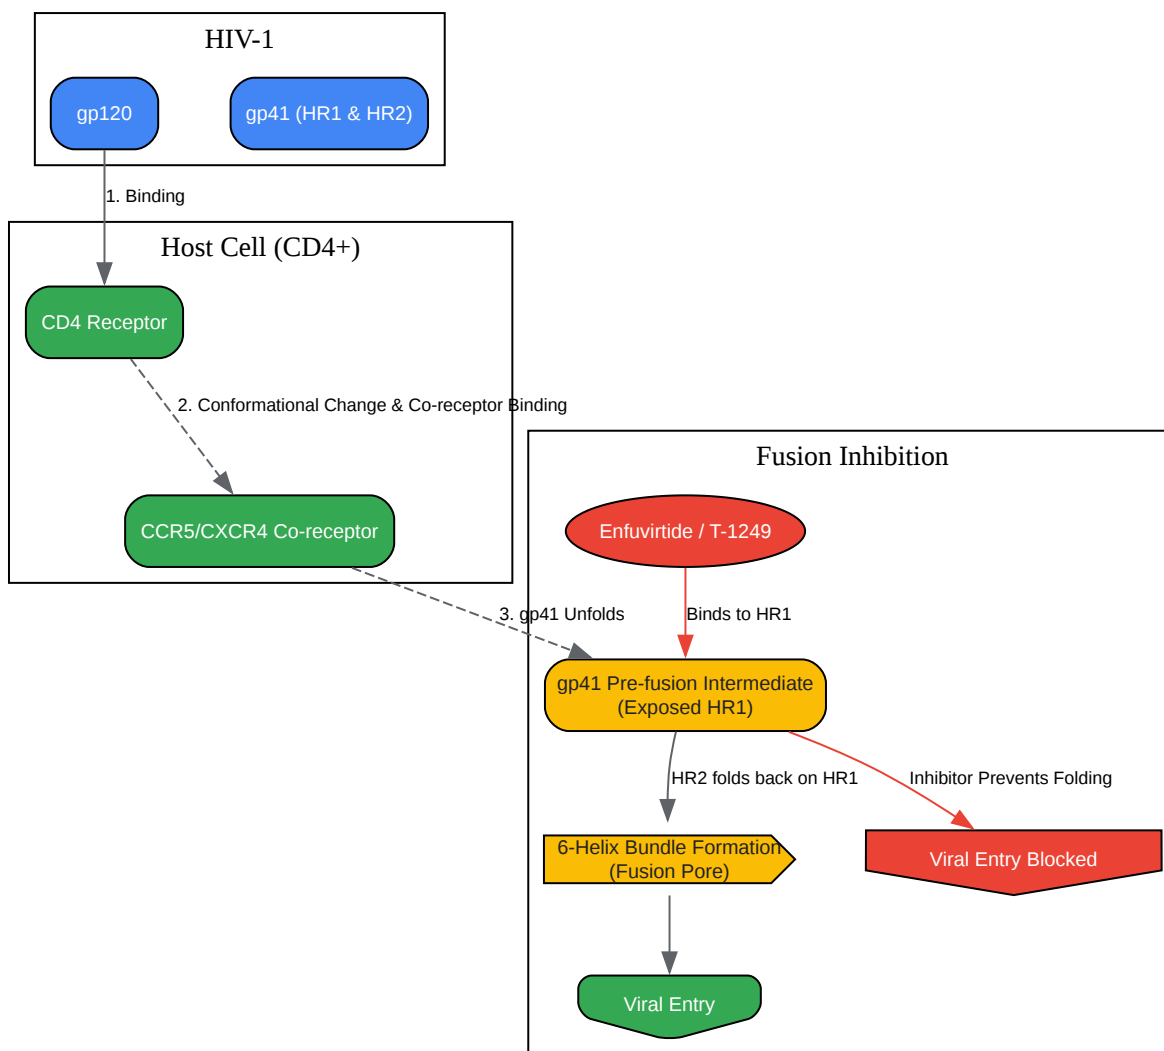 HIV-1
gp120
gp41 (HR1 & HR2)
1. Binding
Host Cell (CD4+)
CD4 Receptor
2. Conformational Change & Co-receptor Binding
CCR5/CXCR4 Co-receptor
Fusion Inhibition
Enfuvirtide / T-1249
3. gp41 Unfolds
Binds to HR1
gp41 Pre-fusion Intermediate
(Exposed HR1)
HR2 folds back on HR1
Inhibitor Prevents Folding
6-Helix Bundle Formation
(Fusion Pore)
Viral Entry Blocked
Viral Entry